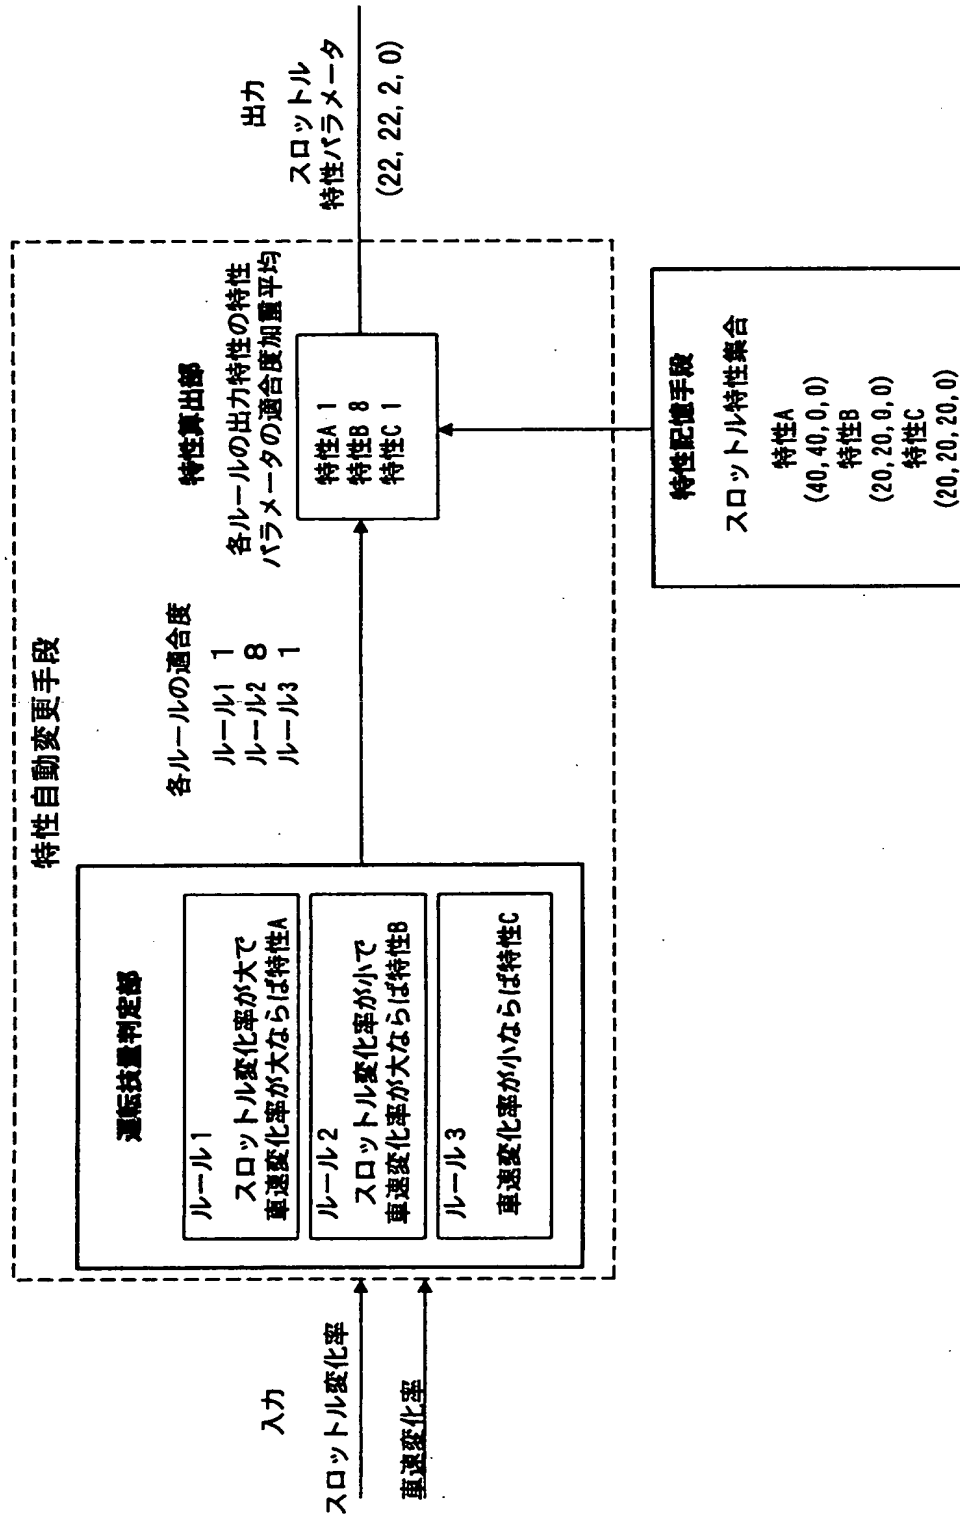 特性自動変更手段
入力
スロットル変化率
車速変化率
運転技量判定部
ルール1
スロットル変化率が大で
車速変化率が大ならば特性A
ルール2
スロットル変化率が小で
車速変化率が大ならば特性B
ルール3
車速変化率が小ならば特性C
各ルールの適合度
ルール1 1
ルール2 8
ルール3 1
特性算出部
各ルールの出力特性の特性
パラメータの適合度加重平均
特性A 1
特性B 8
特性C 1
出力
スロットル
特性パラメータ
(22,22,2,0)
特性記憶手段
スロットル特性集合
特性A
(40,40,0,0)
特性B
(20,20,0,0)
特性C
(20,20,20,0)